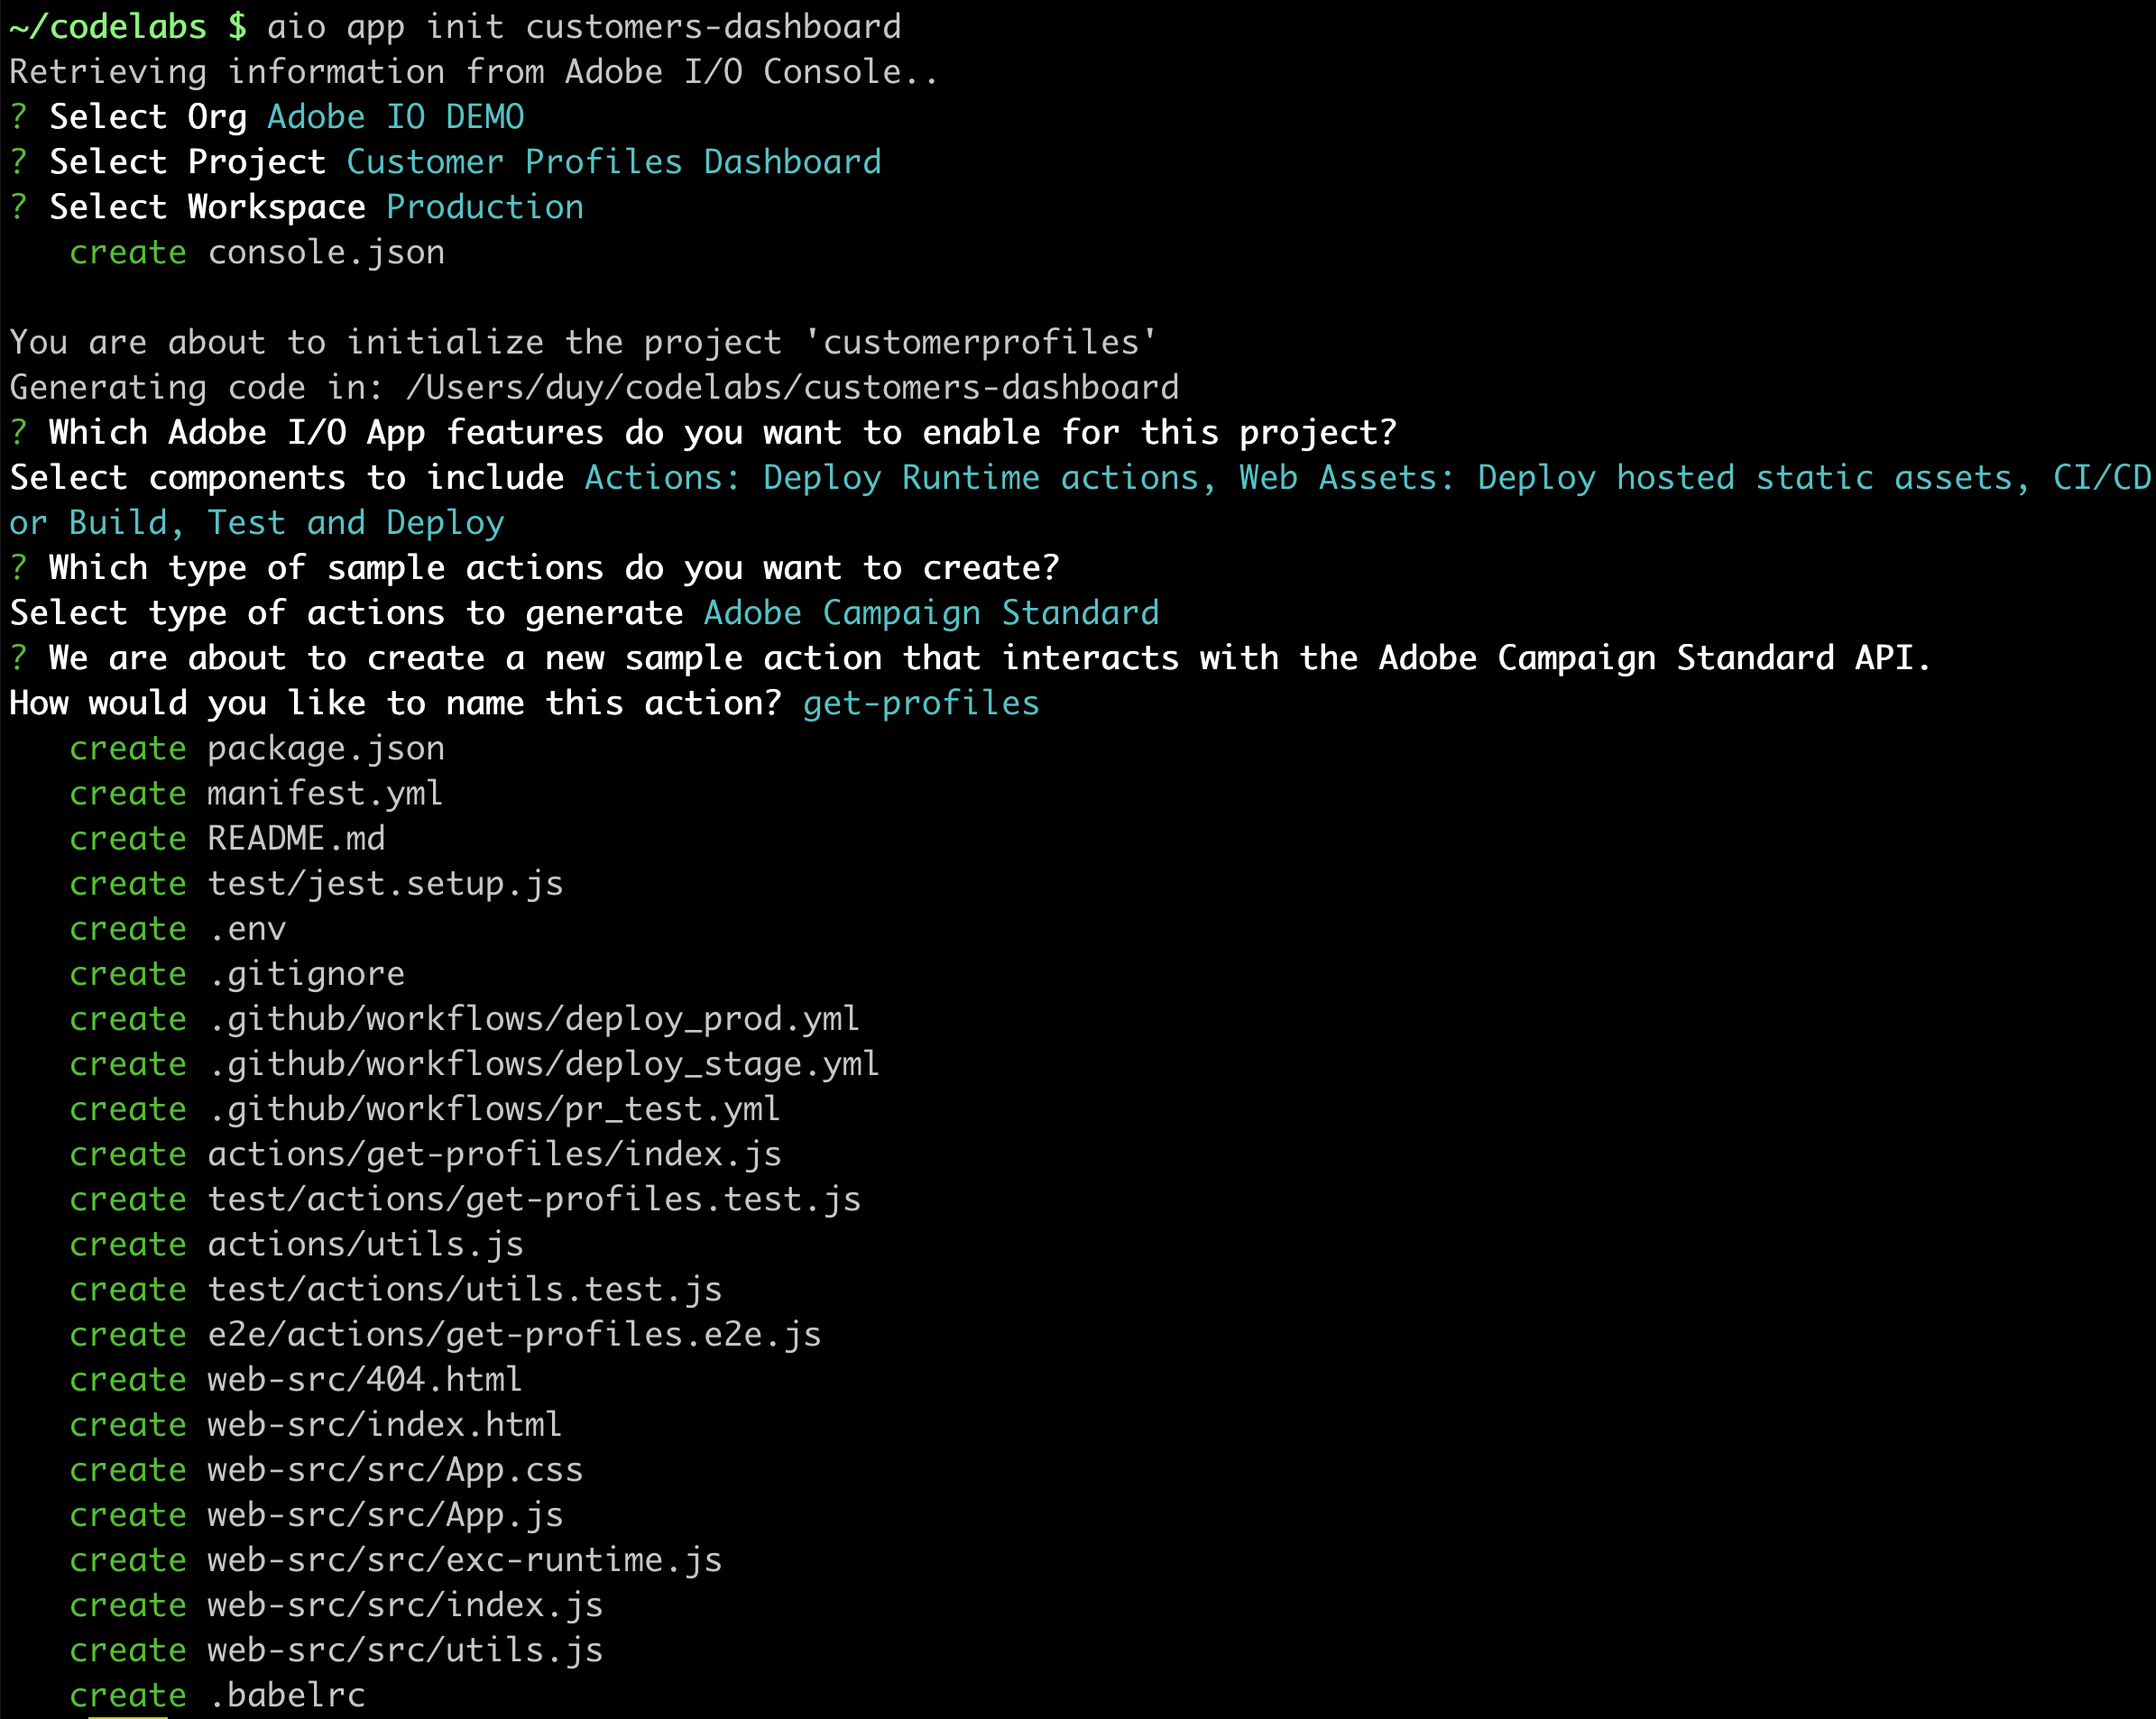 ~/codelabs $ aio app init customers-dashboard
Retrieving information from Adobe I/O Console..
? Select Org Adobe IO DEMO
? Select Project Customer Profiles Dashboard
? Select Workspace Production
create console.json
You are about to initialize the project 'customerprofiles'
Generating code in: /Users/duy/codelabs/customers-dashboard
? Which Adobe I/O App features do you want to enable for this project?
Select components to include Actions: Deploy Runtime actions, Web Assets: Deploy hosted static assets, CI/CD
or Build, Test and Deploy
? Which type of sample actions do you want to create?
Select type of actions to generate Adobe Campaign Standard
? We are about to create a new sample action that interacts with the Adobe Campaign Standard API.
How would you like to name this action? get-profiles
create package.json
create manifest.yml
create README.md
create test/jest.setup.js
create .env
create .gitignore
create .github/workflows/deploy_prod.yml
create .github/workflows/deploy_stage.yml
create .github/workflows/pr_test.yml
create actions/get-profiles/index.js
create test/actions/get-profiles.test.js
create actions/utils.js
create test/actions/utils.test.js
create e2e/actions/get-profiles.e2e.js
create web-src/404.html
create web-src/index.html
create web-src/src/App.css
create web-src/src/App.js
create web-src/src/exc-runtime.js
create web-src/src/index.js
create web-src/src/utils.js
create .babelrc